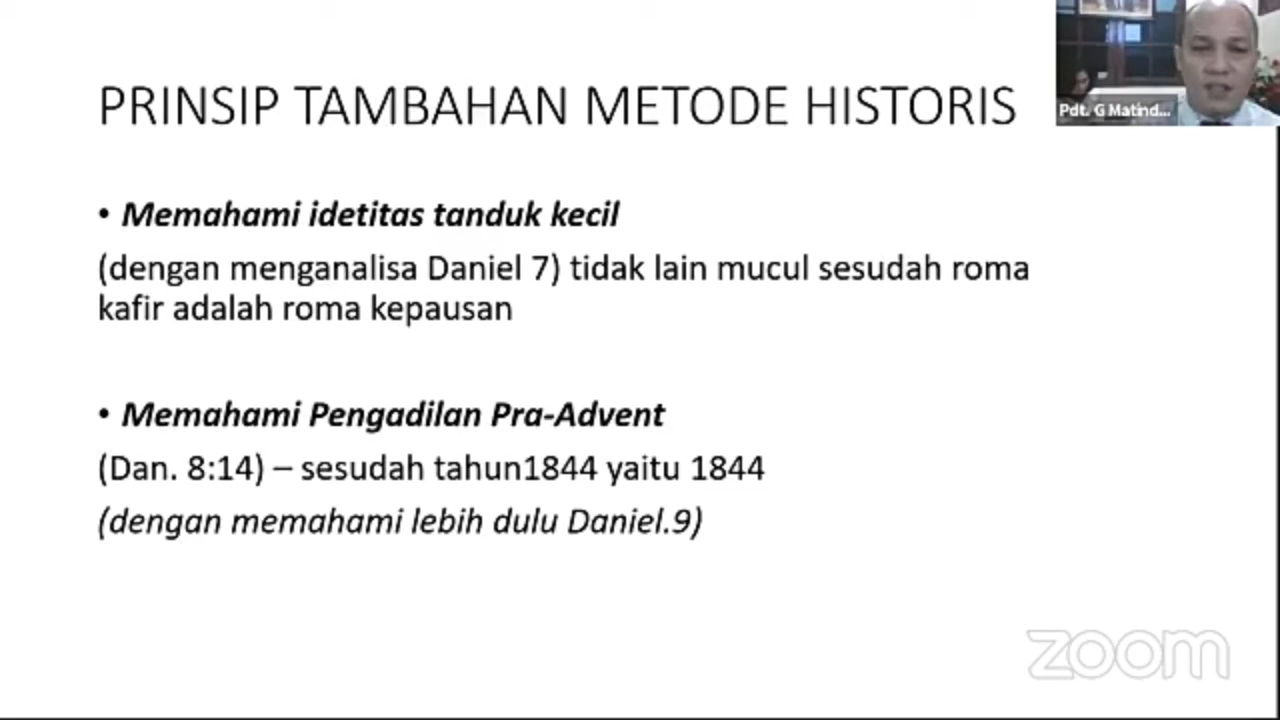 PRINSIP TAMBAHAN METODE HISTORIS
Pdt. G Matind...
• Memahami idetitas tanduk kecil
(dengan menganalisa Daniel 7) tidak lain mucul sesudah roma
kafir adalah roma kepausan
• Memahami Pengadilan Pra-Advent
(Dan. 8:14) – sesudah tahun1844 yaitu 1844
(dengan memahami lebih dulu Daniel.9)
zoom